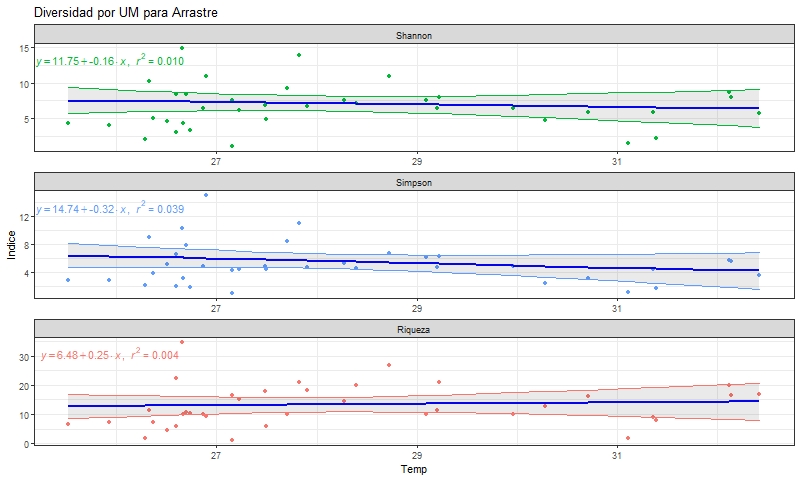 Diversidad por UM para Arrastre
Shannon
y = 11.75 + -0.16 · x, r² = 0.010
15
10
5
27 29 31
Simpson
y = 14.74 + -0.32 · x, r² = 0.039
12
8
4
27 29 31
Riqueza
y = 6.48 + 0.25 · x, r² = 0.004
30
20
10
0
27 29 31
Indice
Temp